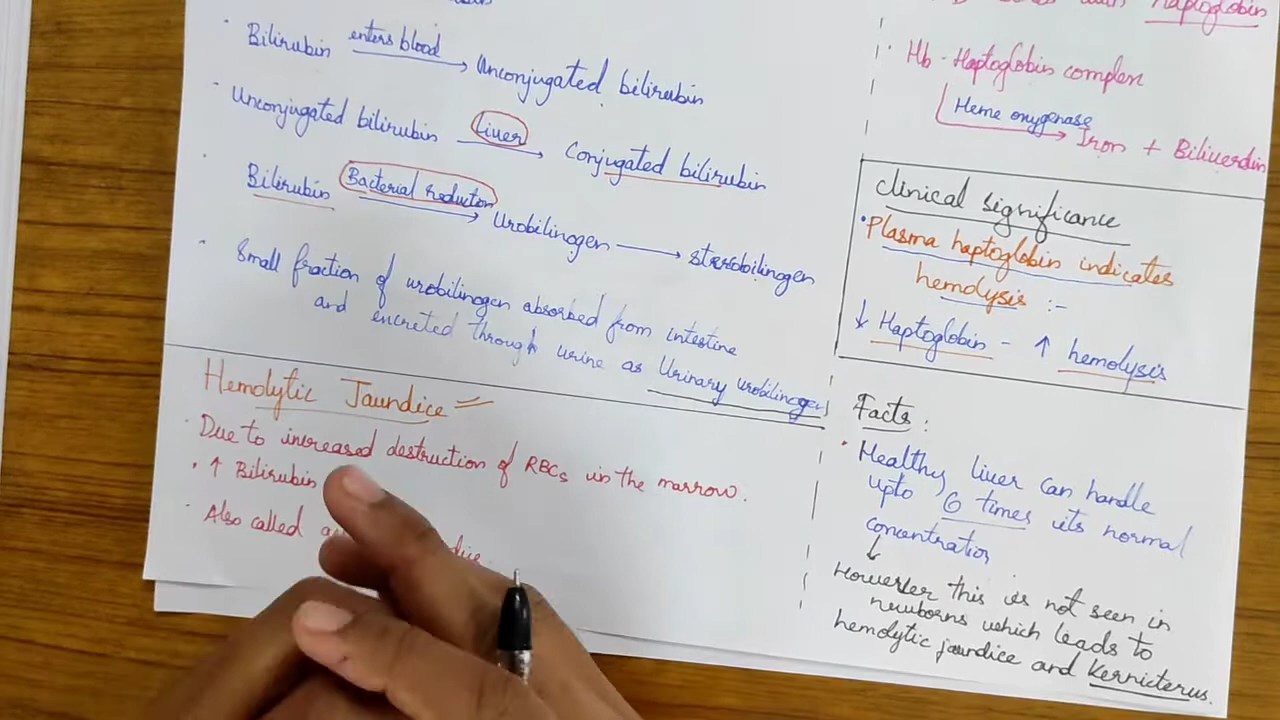 Bilirubin enters blood → Unconjugated bilirubin
Unconjugated bilirubin Liver → Conjugated bilirubin
Bilirubin Bacterial reduction → Urobilinogen → stercobilinogen
Small fraction of urobilinogen absorbed from intestine
and excreted through urine as Urinary urobilinogen
Hemolytic Jaundice
Due to increased destruction of RBCs in the marrow.
↑ Bilirubin
Also called
with haptoglobin
Hb - Haptoglobin complex
Heme oxygenase → Iron + Biliverdin
Clinical significance
Plasma haptoglobin indicates
hemolysis :-
↓ Haptoglobin - ↑ hemolysis
Facts :
Healthy liver can handle
upto 6 times its normal
concentration
↓
However this is not seen in
newborns which leads to
hemolytic jaundice and Kernicterus.